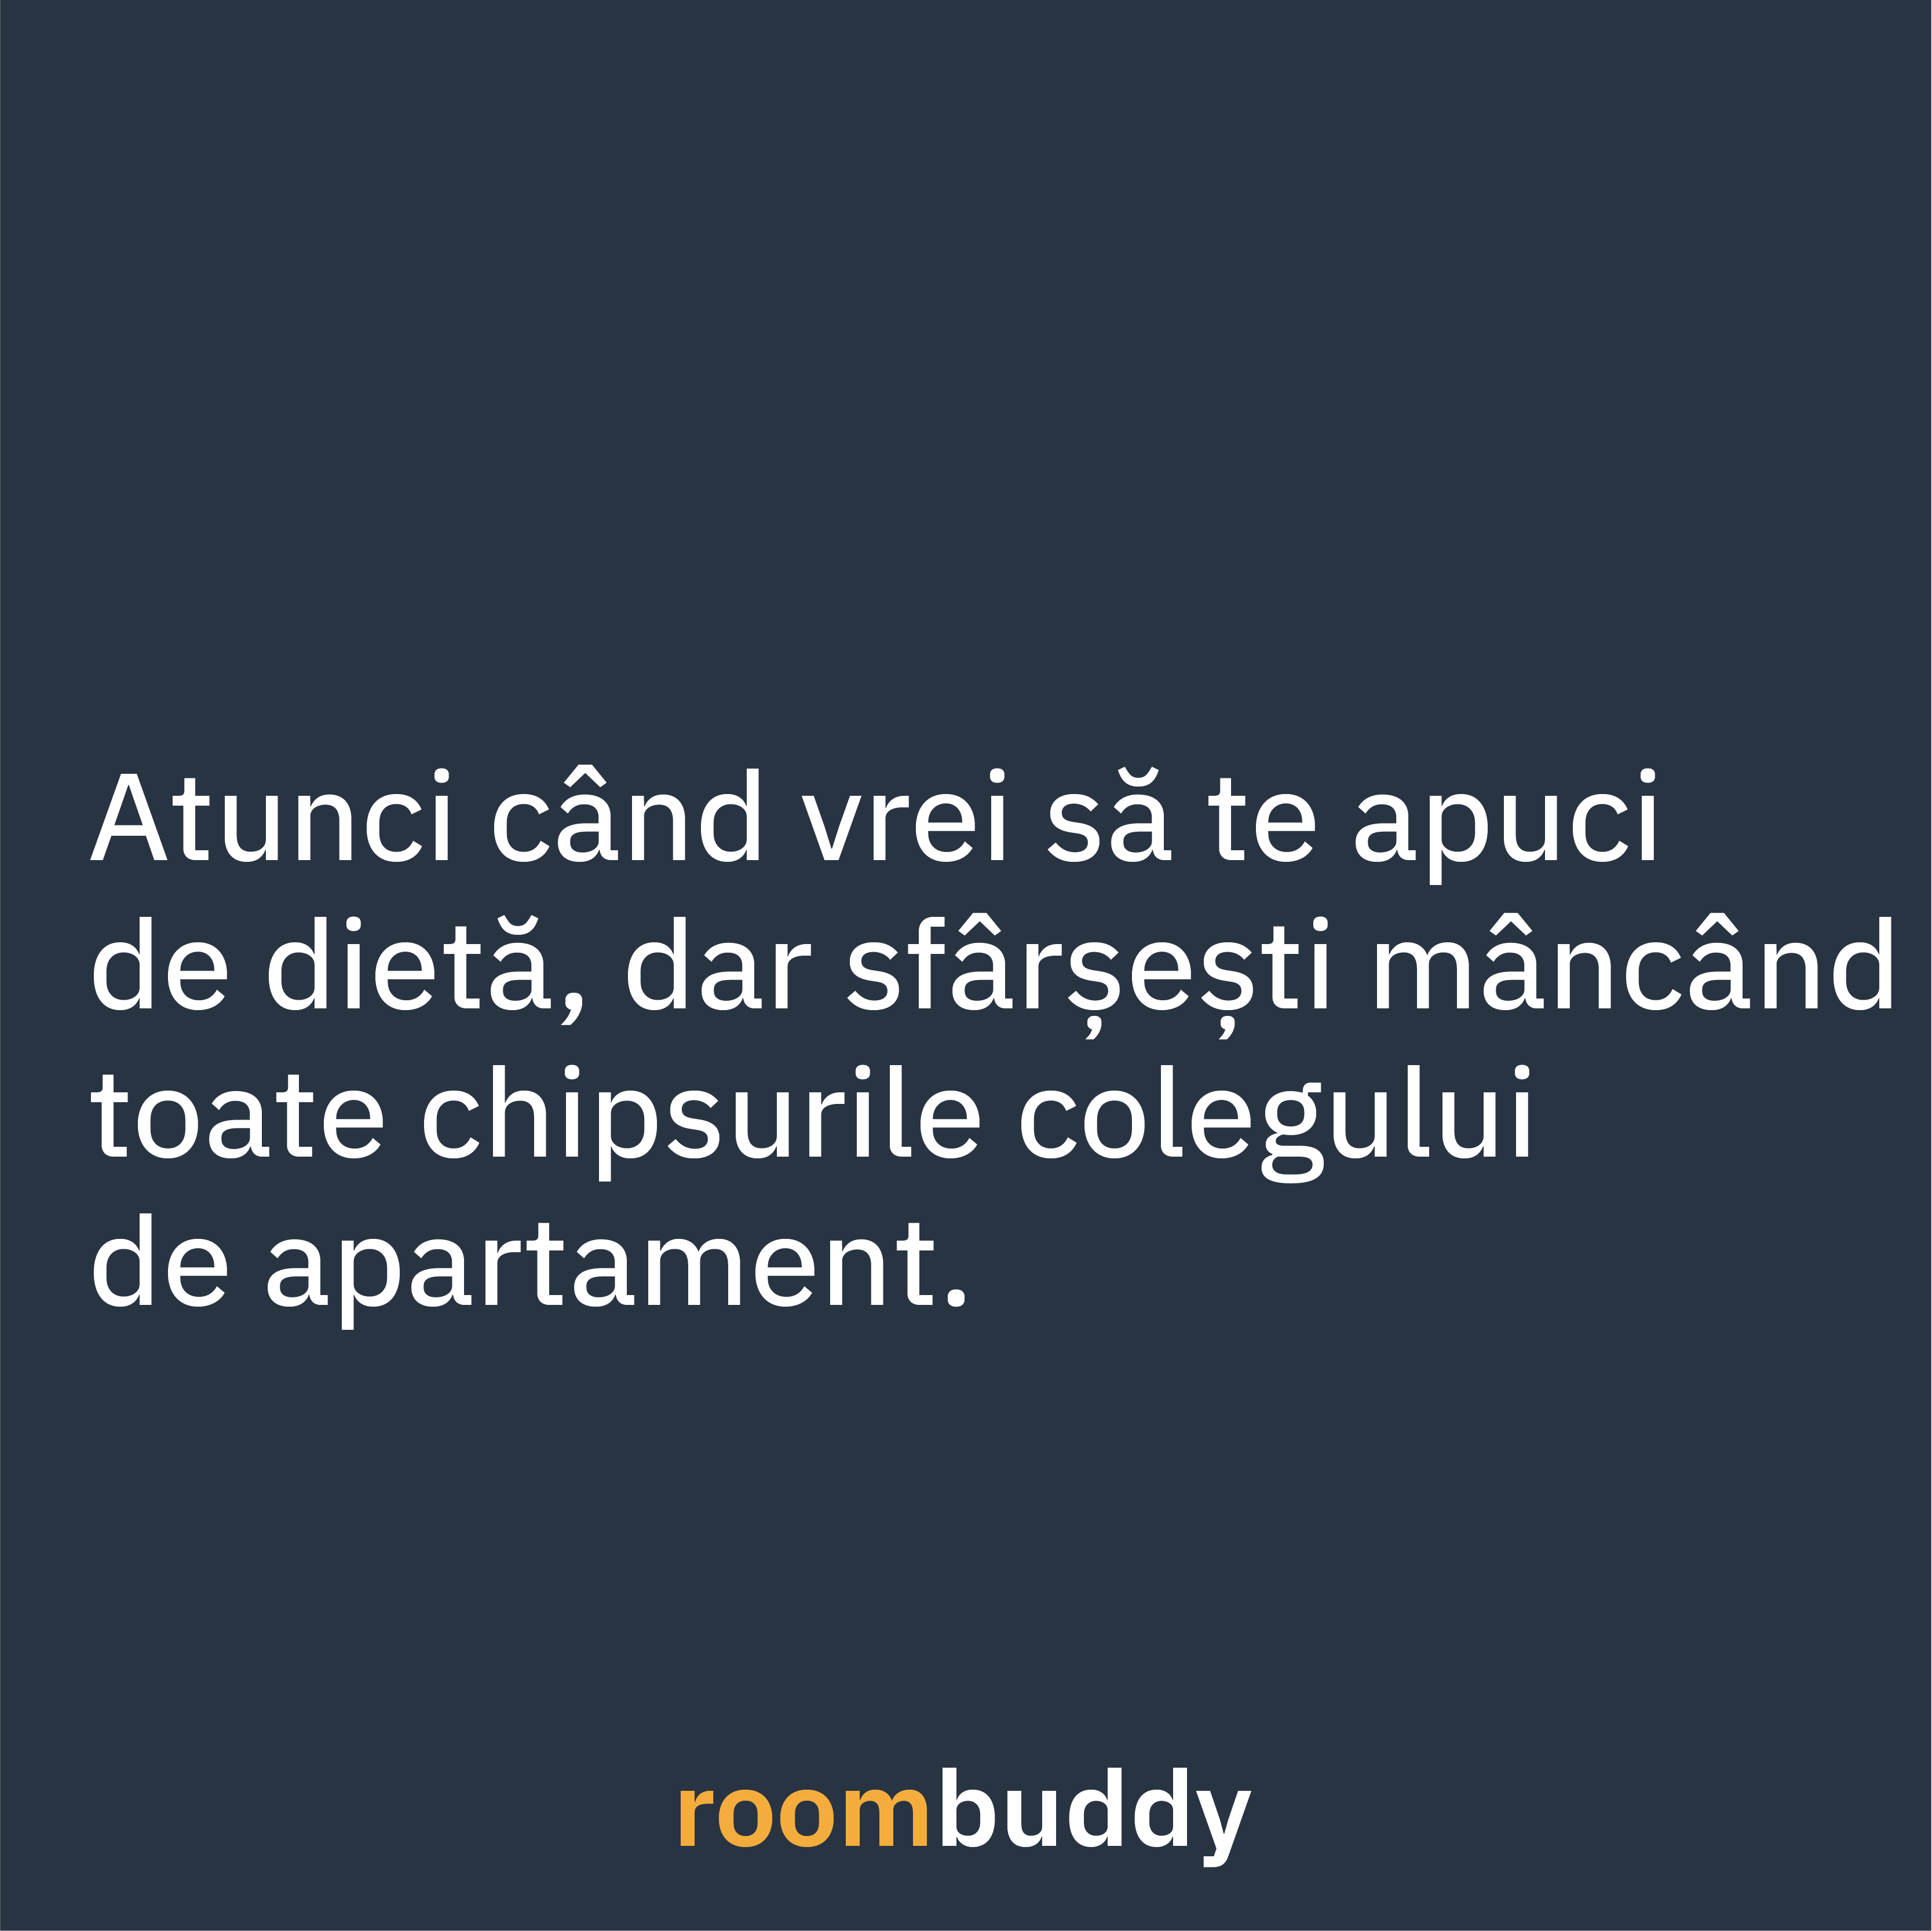 Atunci când vrei să te apuci
de dietă, dar sfârșești mâncând
toate chipsurile colegului
de apartament.
roombuddy